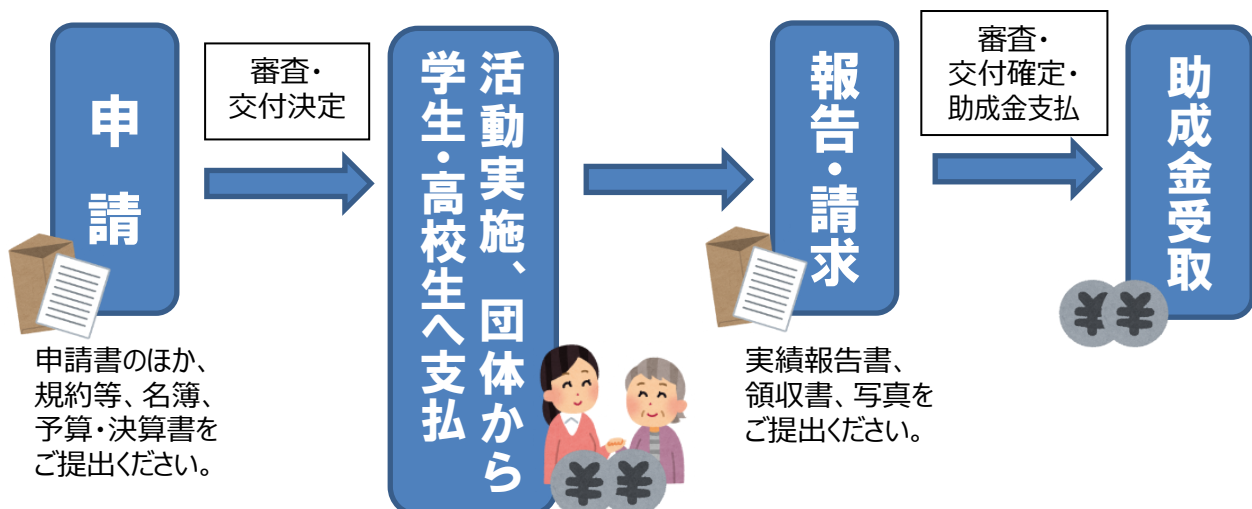 申請
審査・
交付決定
活動実施、団体から
学生・高校生へ支払
報告・請求
審査・
交付確定・
助成金支払
助成金受取
申請書のほか、
規約等、名簿、
予算・決算書を
ご提出ください。
¥ ¥
実績報告書、
領収書、写真を
ご提出ください。
¥ ¥